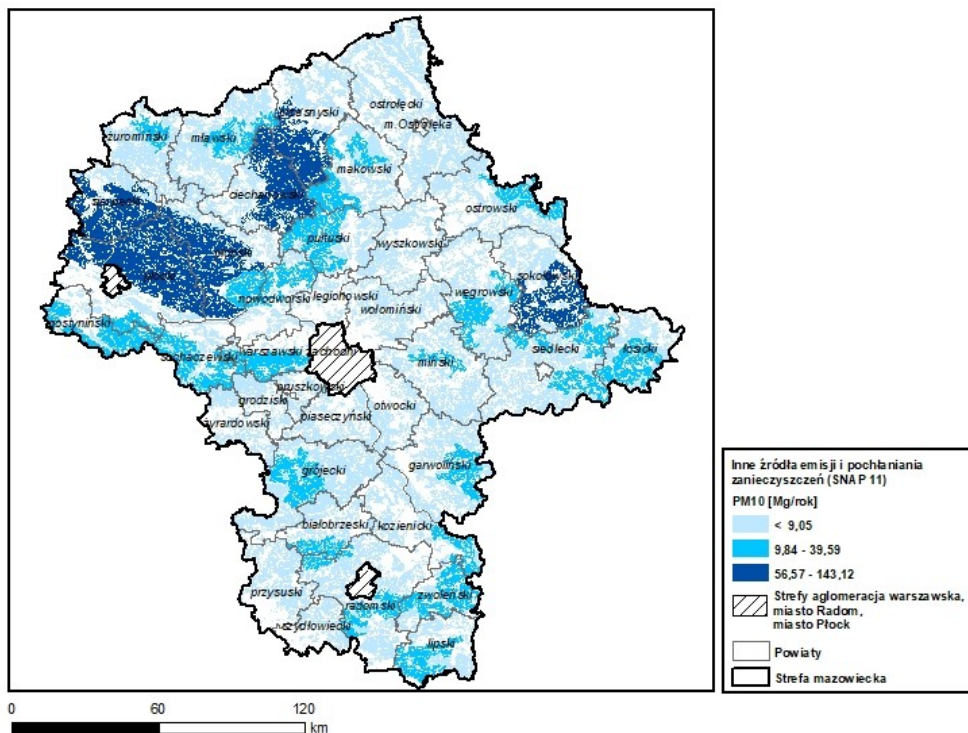 przasnyski
ostrołęcki
m.Ostrołęka
żuromiński
mławski
makowski
ciechanowski
sierpecki
ostrowski
pułtuski
wyszkowski
płoński
płocki
sokołowski
nowodworski
legionowski
węgrowski
wołomiński
gostyniński
sochaczewski
warszawski zachodni
miński
siedlecki
łosicki
pruszkowski
grodziski
otwocki
piaseczyński
żyrardowski
grójecki
garwoliński
białobrzeski
kozienicki
przysuski
zwoleński
radomski
szydłowiecki
lipski
Inne źródła emisji i pochłaniania
zanieczyszczeń (SNAP 11)
PM10 [Mg/rok]
< 9,05
9,84 - 39,59
56,57 - 143,12
Strefy aglomeracja warszawska,
miasto Radom,
miasto Płock
Powiaty
Strefa mazowiecka
0 60 120
km